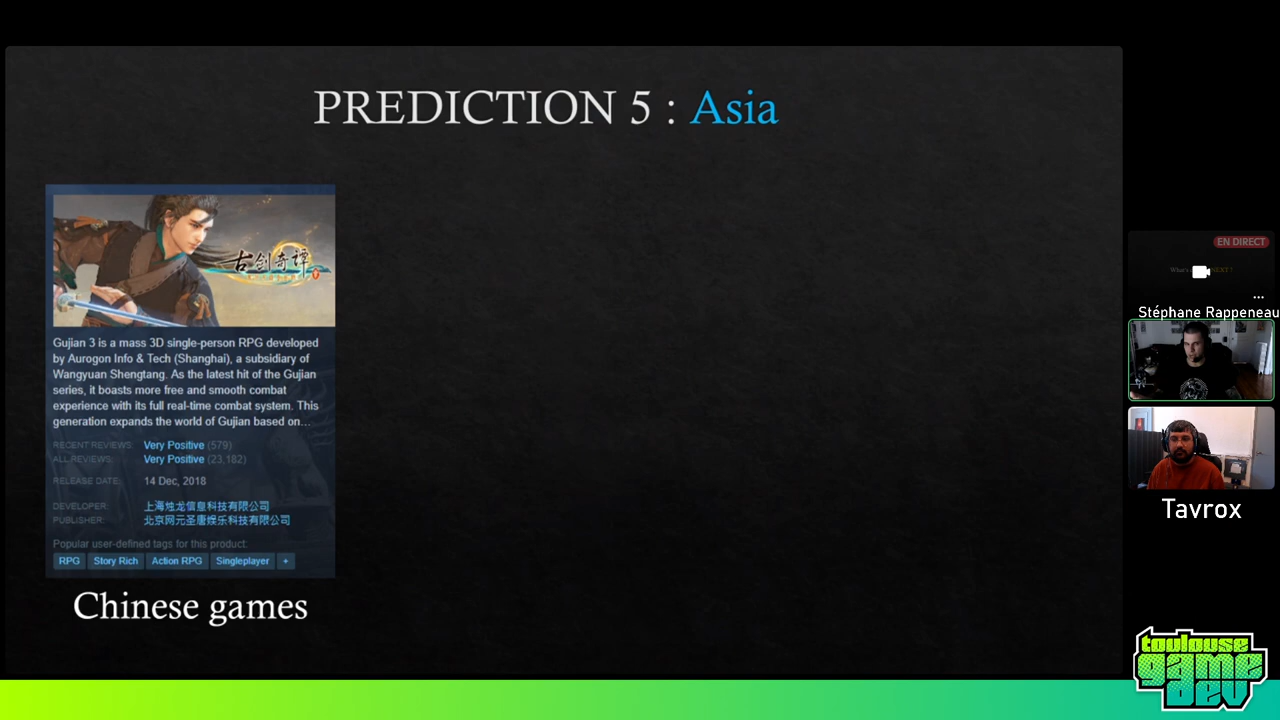 PREDICTION 5 : Asia
古剑奇谭
Gujian 3 is a mass 3D single-person RPG developed
by Aurogon Info & Tech (Shanghai), a subsidiary of
Wangyuan Shengtang. As the latest hit of the Gujian
series, it boasts more free and smooth combat
experience with its full real-time combat system. This
generation expands the world of Gujian based on...
RECENT REVIEWS: Very Positive (579)
ALL REVIEWS: Very Positive (23,182)
RELEASE DATE: 14 Dec, 2018
DEVELOPER: 上海烛龙信息科技有限公司
PUBLISHER: 北京网元圣唐娱乐科技有限公司
Popular user-defined tags for this product:
RPG Story Rich Action RPG Singleplayer +
Chinese games
EN DIRECT
What's NEXT !
...
Stéphane Rappeneau
Tavrox
toulouse
game
dev